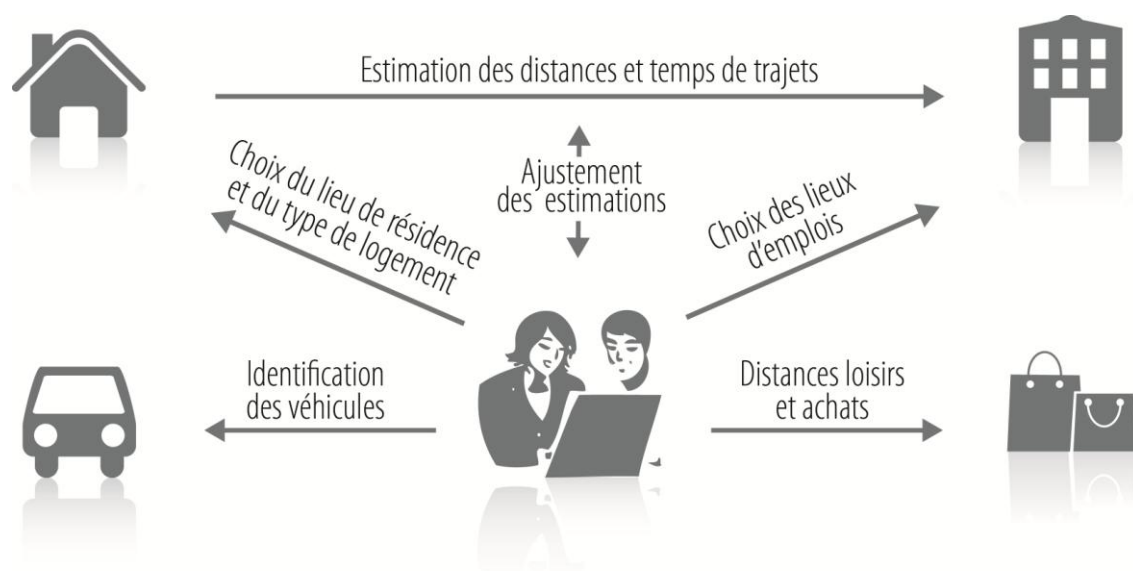 Estimation des distances et temps de trajets
Choix du lieu de résidence
et du type de logement
Ajustement
des estimations
Choix des lieux
d'emplois
Identification
des véhicules
Distances loisirs
et achats